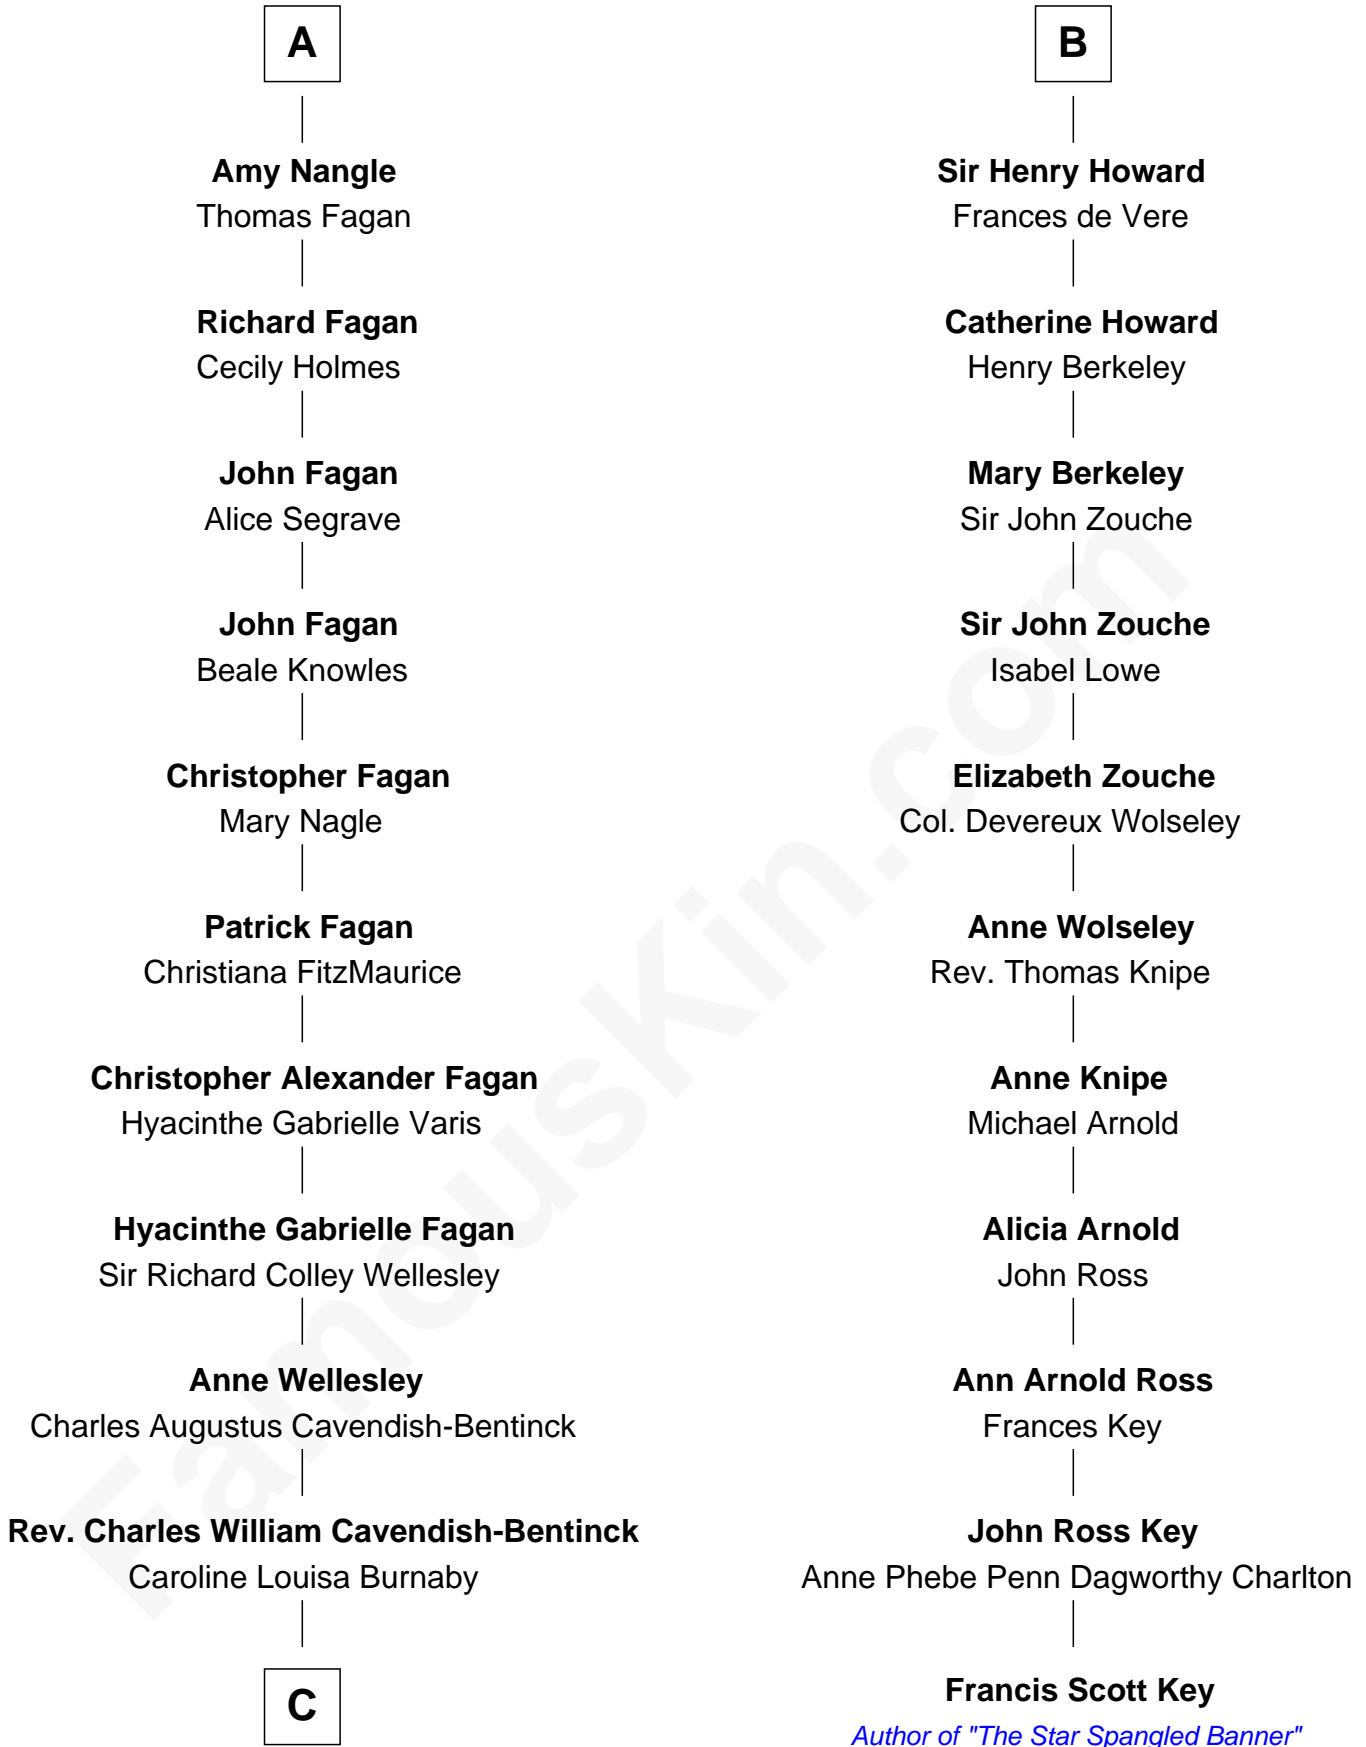 A
Amy Nangle
Thomas Fagan
Richard Fagan
Cecily Holmes
John Fagan
Alice Segrave
John Fagan
Beale Knowles
Christopher Fagan
Mary Nagle
Patrick Fagan
Christiana FitzMaurice
Christopher Alexander Fagan
Hyacinthe Gabrielle Varis
Hyacinthe Gabrielle Fagan
Sir Richard Colley Wellesley
Anne Wellesley
Charles Augustus Cavendish-Bentinck
Rev. Charles William Cavendish-Bentinck
Caroline Louisa Burnaby
C
B
Sir Henry Howard
Frances de Vere
Catherine Howard
Henry Berkeley
Mary Berkeley
Sir John Zouche
Sir John Zouche
Isabel Lowe
Elizabeth Zouche
Col. Devereux Wolseley
Anne Wolseley
Rev. Thomas Knipe
Anne Knipe
Michael Arnold
Alicia Arnold
John Ross
Ann Arnold Ross
Frances Key
John Ross Key
Anne Phebe Penn Dagworthy Charlton
Francis Scott Key
Author of "The Star Spangled Banner"
FamousKin.com